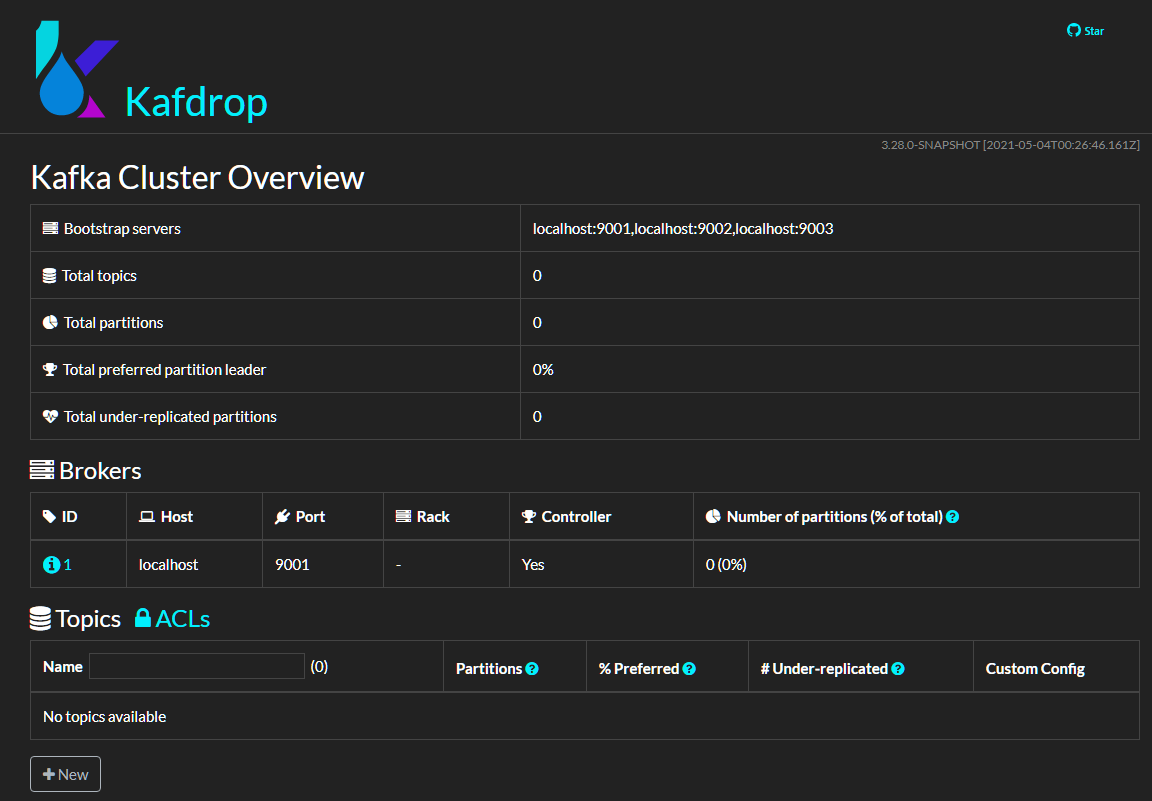 Star
Kafdrop
3.28.0-SNAPSHOT [2021-05-04T00:26:46.161Z]
Kafka Cluster Overview
Bootstrap servers localhost:9001,localhost:9002,localhost:9003
Total topics 0
Total partitions 0
Total preferred partition leader 0%
Total under-replicated partitions 0
Brokers
ID Host Port Rack Controller Number of partitions (% of total) ?
1 localhost 9001 - Yes 0 (0%)
Topics ACLs
Name (0) Partitions ? % Preferred ? # Under-replicated ? Custom Config
No topics available
+ New